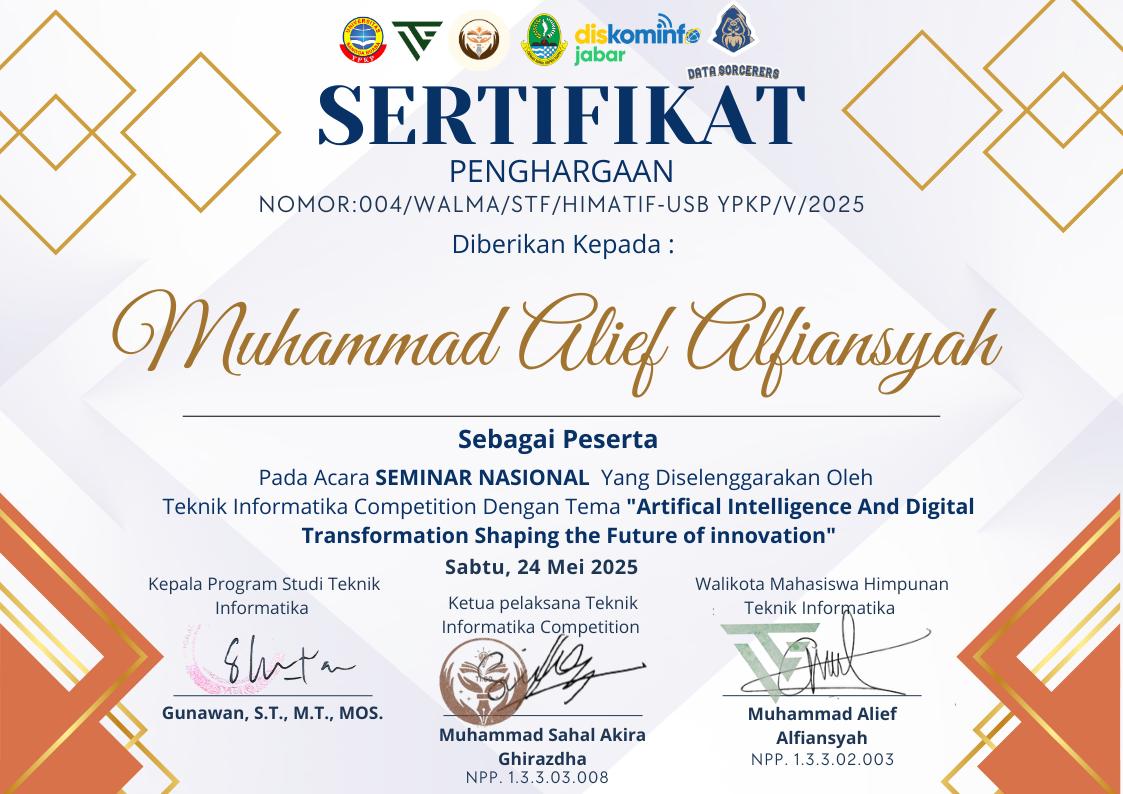 UNIVERSITAS
SANGGA BUANA
YPKP
diskominfo
jabar
DATA SORCERERS
SERTIFIKAT
PENGHARGAAN
NOMOR:004/WALMA/STF/HIMATIF-USB YPKP/V/2025
Diberikan Kepada :
Muhammad Alief Alfiansyah
Sebagai Peserta
Pada Acara SEMINAR NASIONAL Yang Diselenggarakan Oleh
Teknik Informatika Competition Dengan Tema "Artifical Intelligence And Digital
Transformation Shaping the Future of innovation"
Sabtu, 24 Mei 2025
Kepala Program Studi Teknik
Informatika
Gunawan, S.T., M.T., MOS.
Ketua pelaksana Teknik
Informatika Competition
Muhammad Sahal Akira
Ghirazdha
NPP. 1.3.3.03.008
Walikota Mahasiswa Himpunan
Teknik Informatika
Muhammad Alief
Alfiansyah
NPP. 1.3.3.02.003